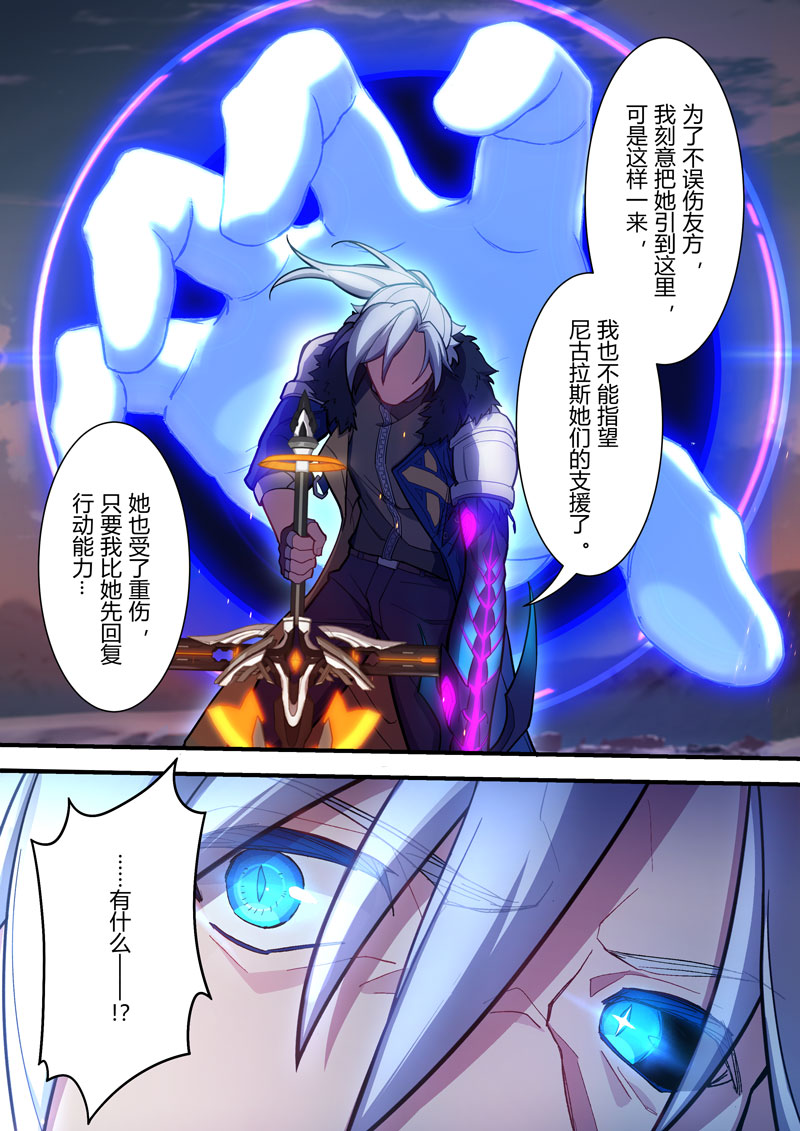 为了不误伤友方，
我刻意把她引到这里，
可是这样一来，
我也不能指望
尼古拉斯她们的支援了。
她也受了重伤，
只要我比她先回复
行动能力…
……有什么——!?